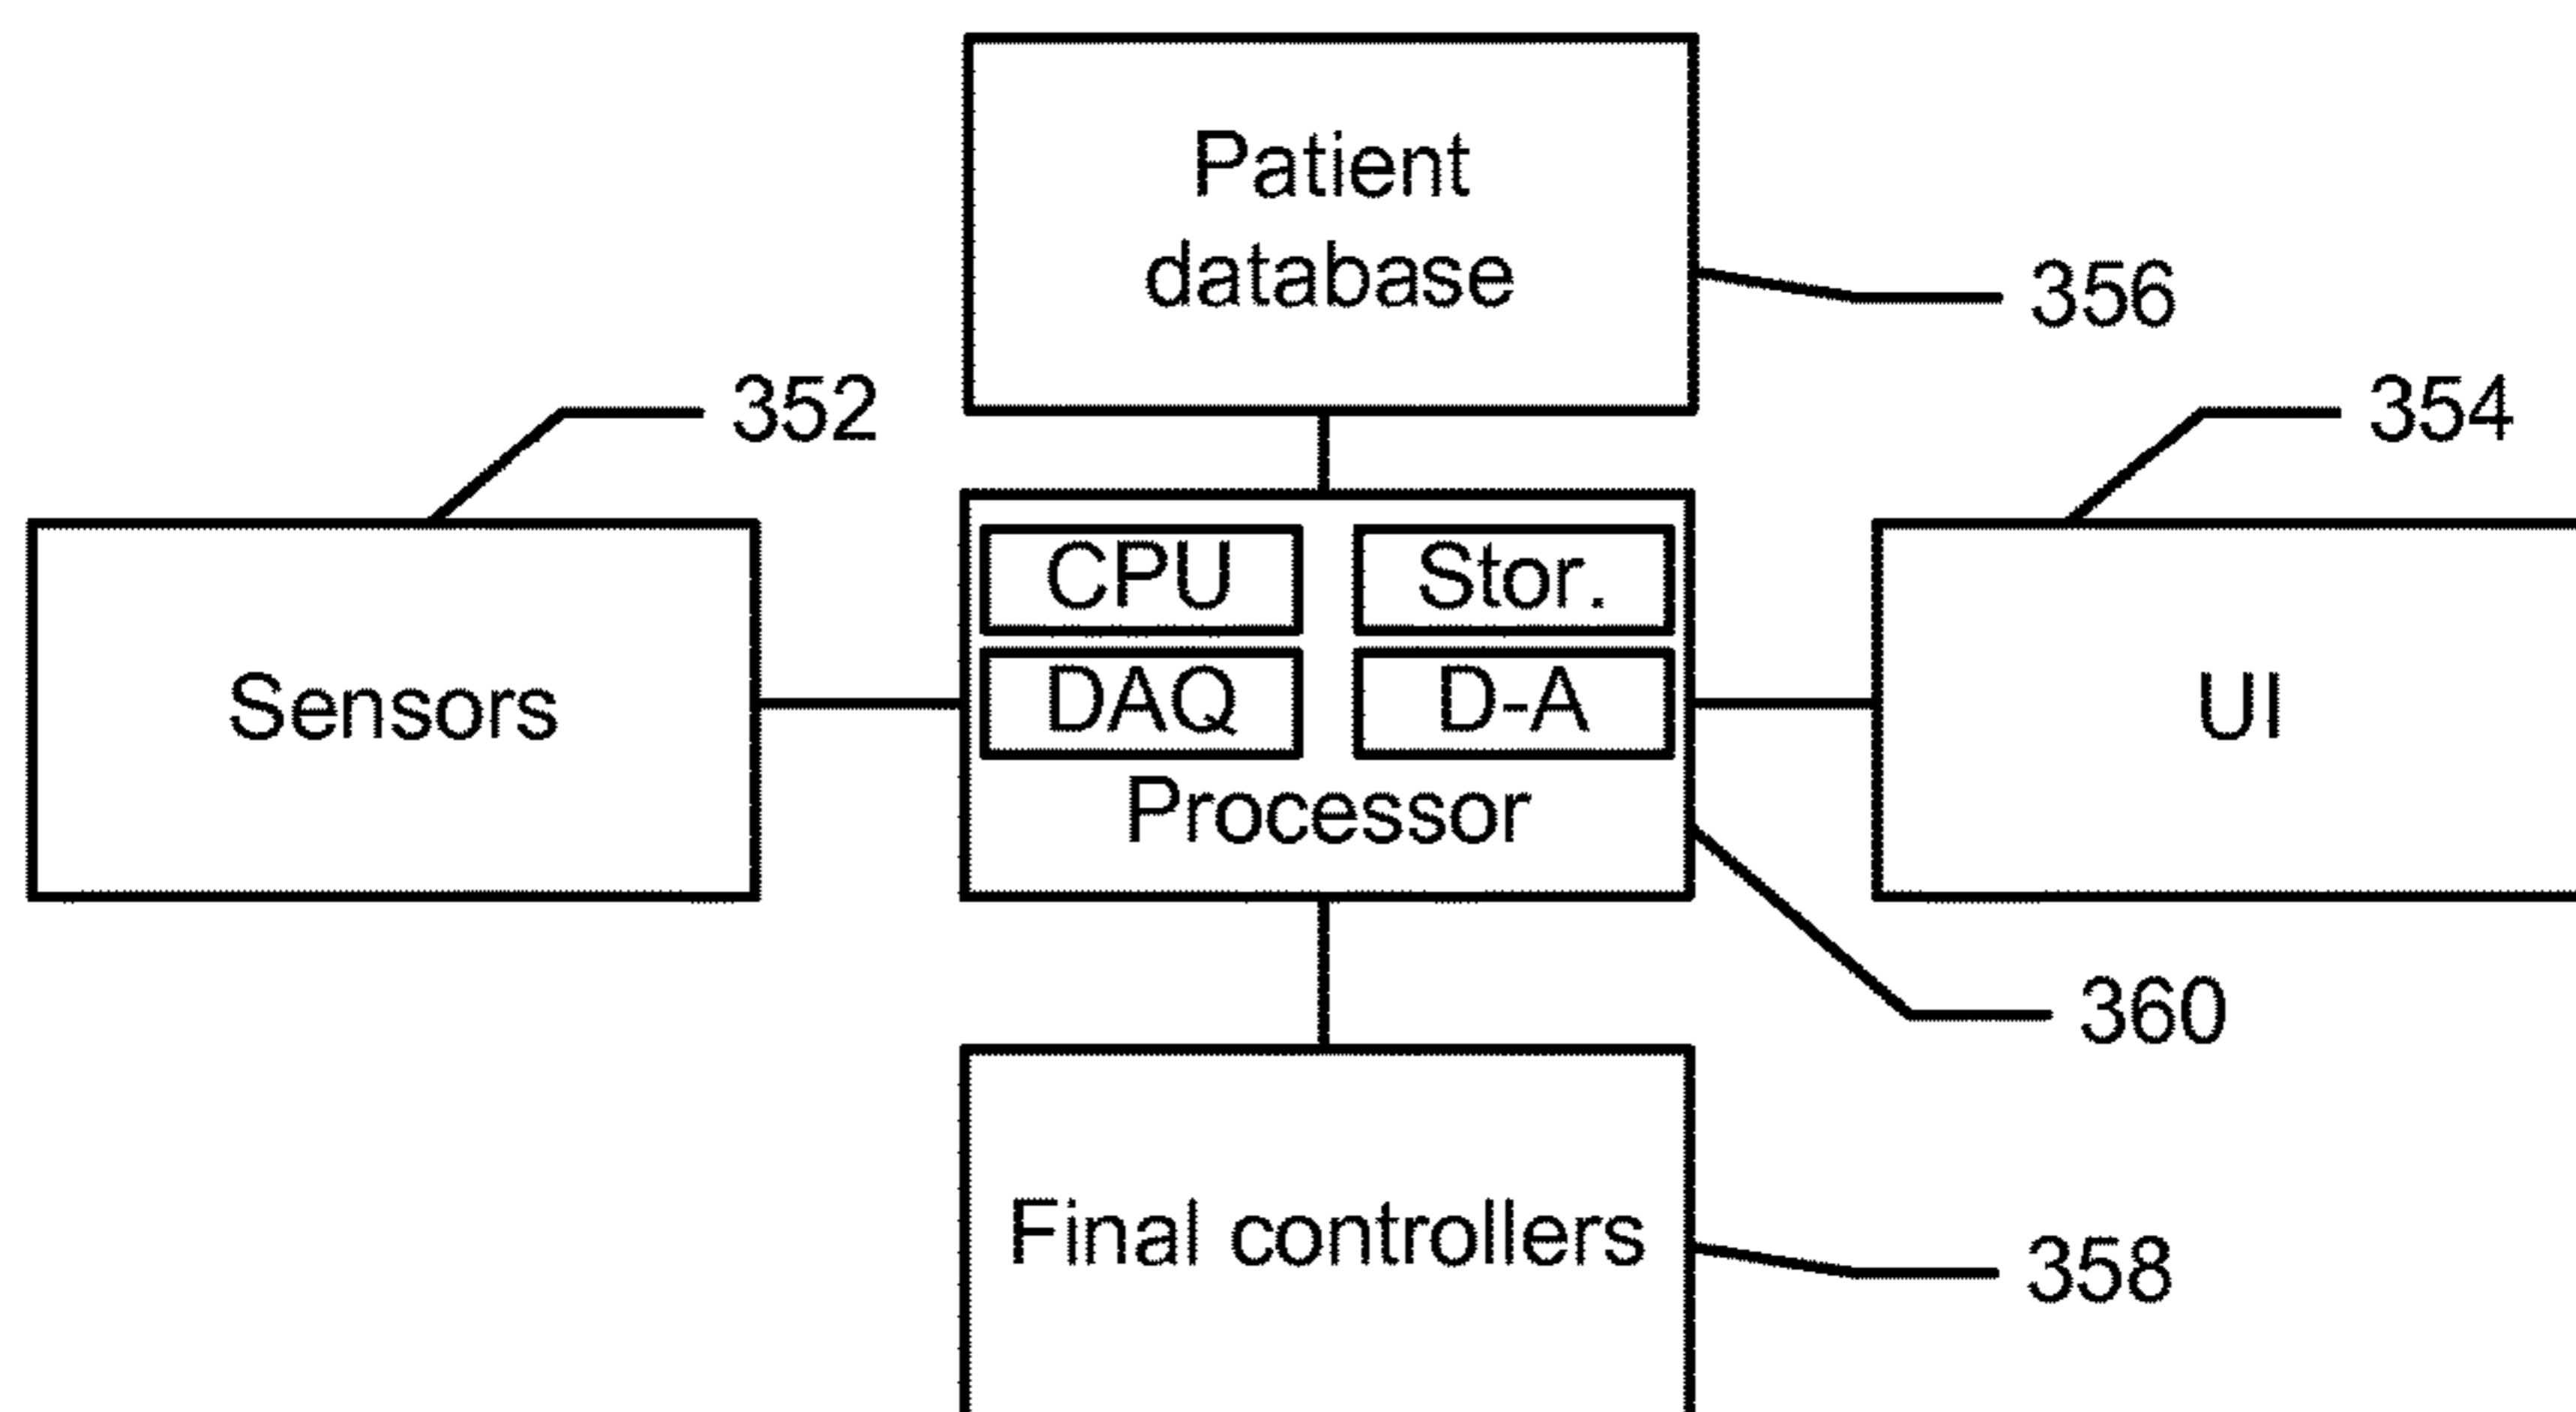 Patient
database
356
352
354
CPU
Stor.
DAQ
D-A
Processor
Sensors
UI
360
Final controllers
358